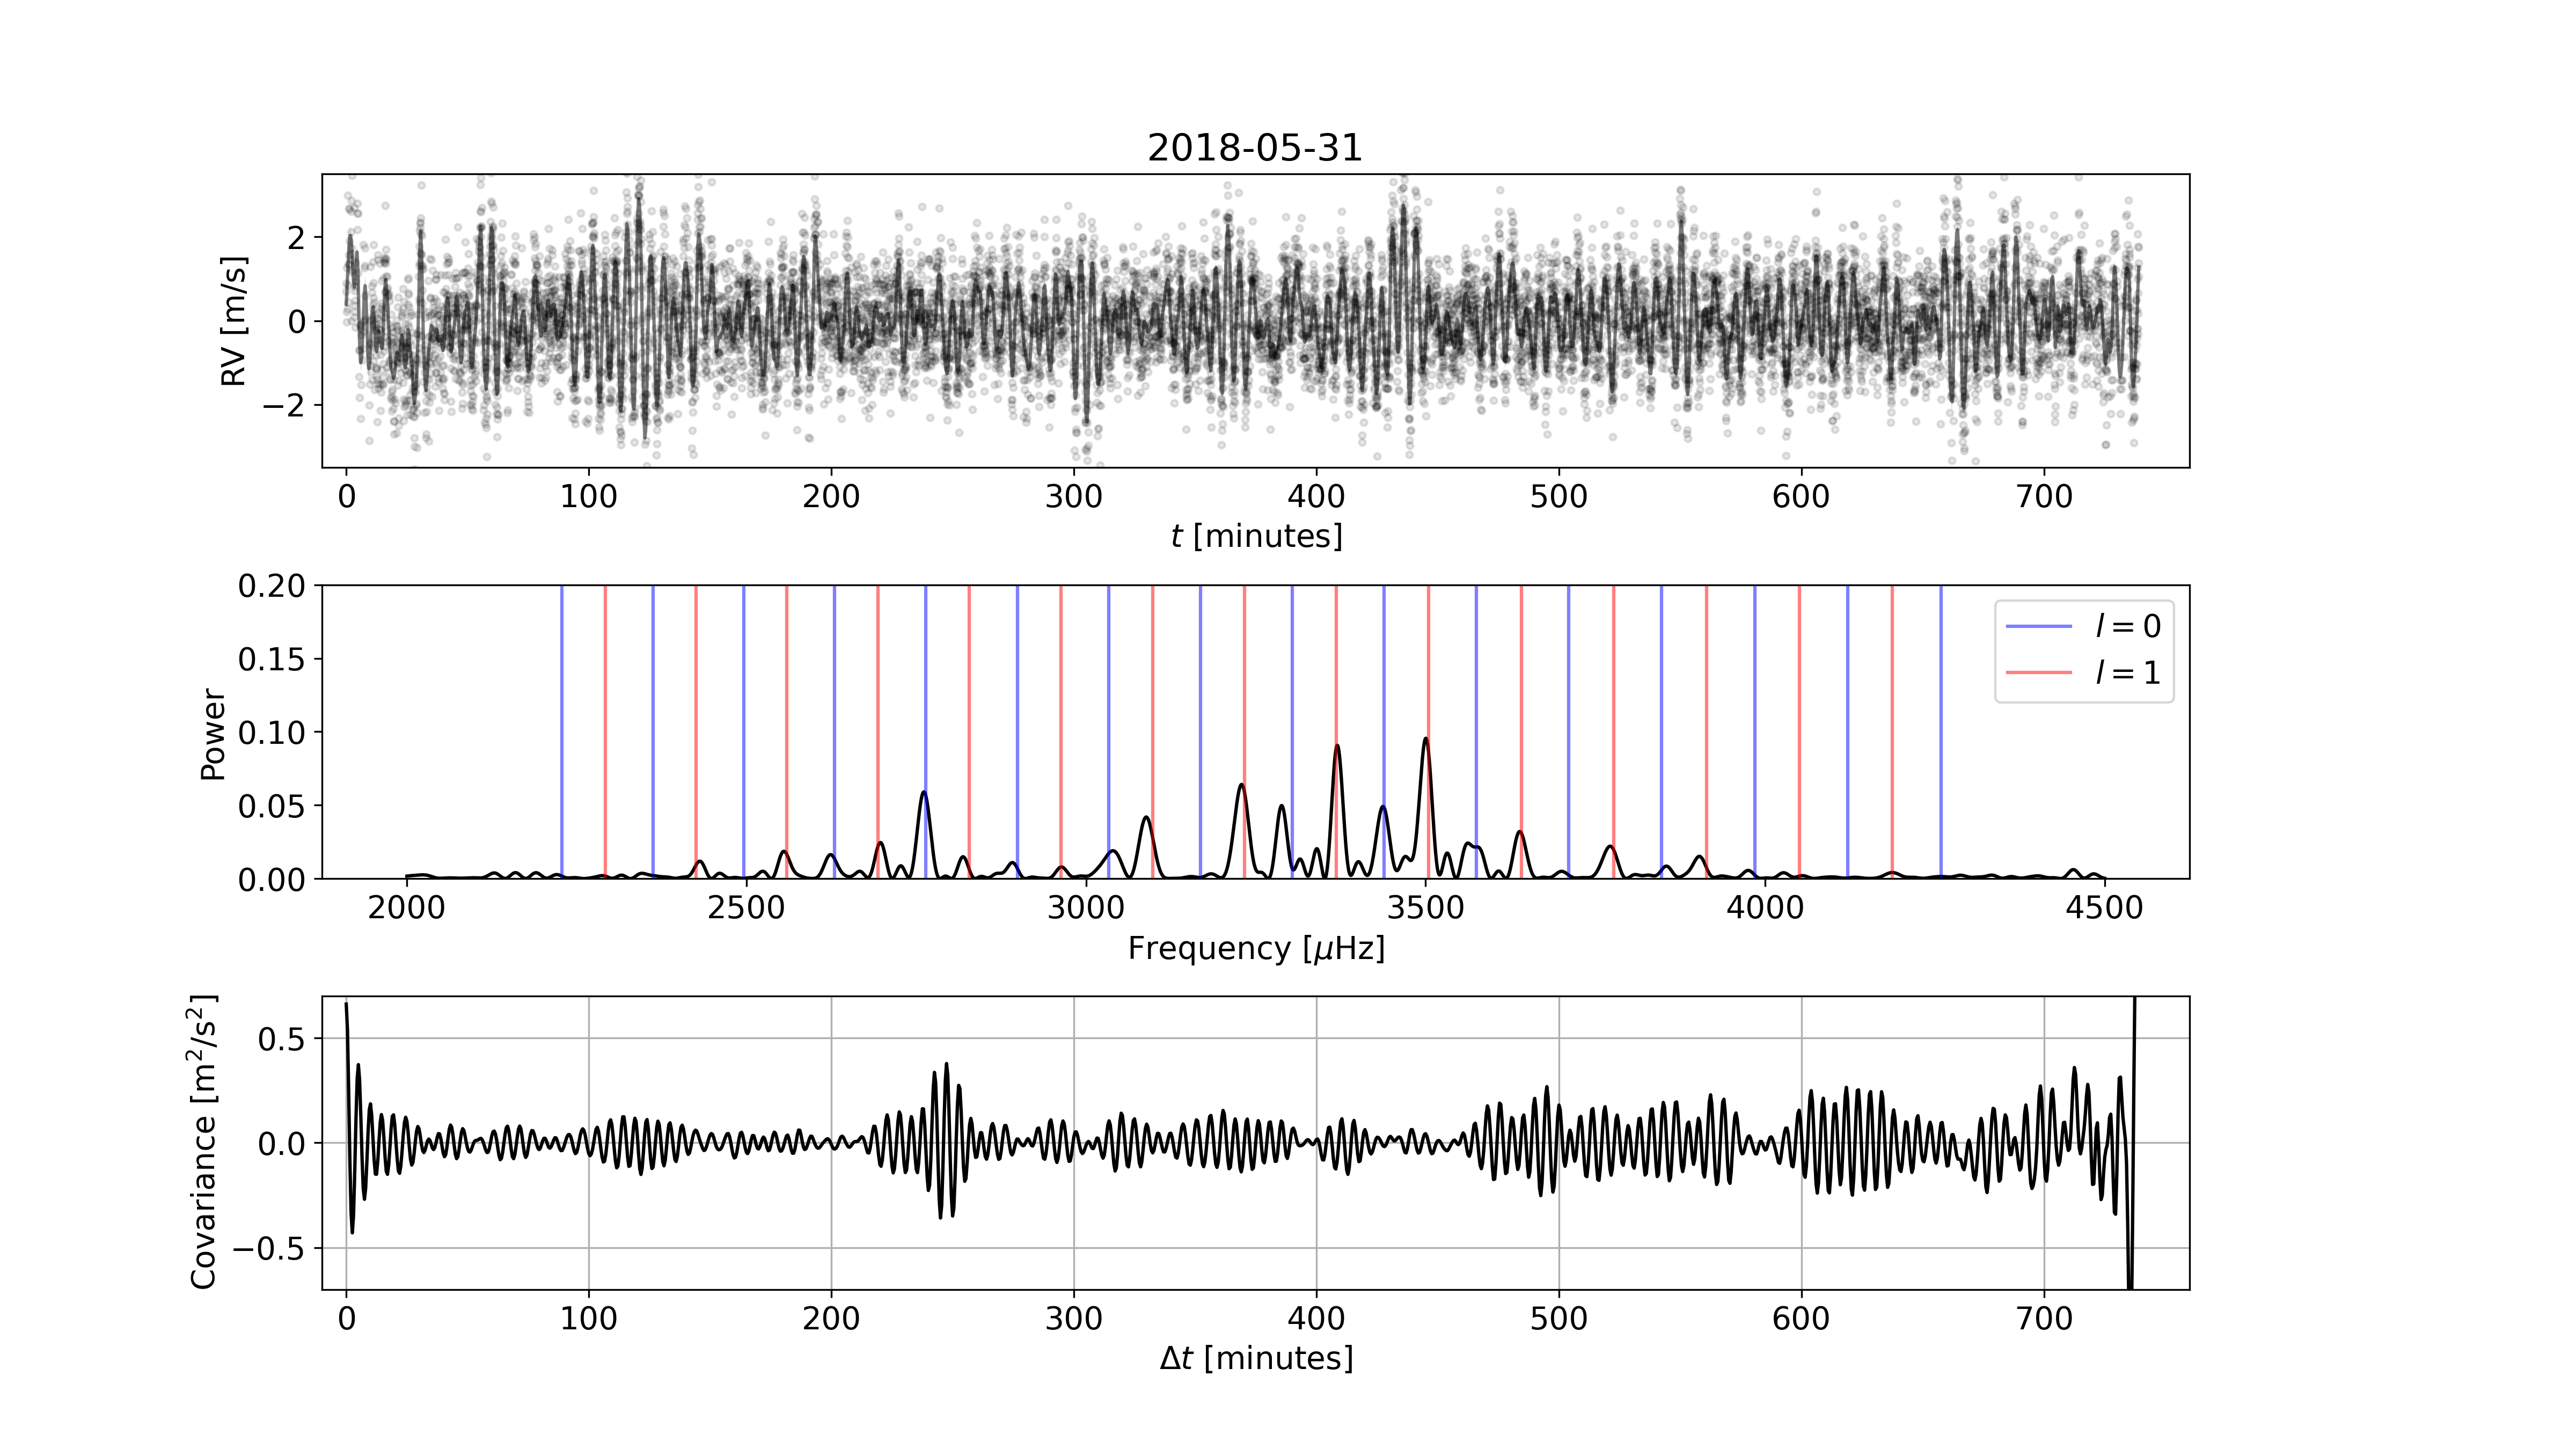 2018-05-31
RV [m/s]
2
0
−2
0 100 200 300 400 500 600 700
t [minutes]
Power
0.20
0.15
0.10
0.05
0.00
l = 0
l = 1
2000 2500 3000 3500 4000 4500
Frequency [μHz]
Covariance [m²/s²]
0.5
0.0
−0.5
0 100 200 300 400 500 600 700
Δt [minutes]